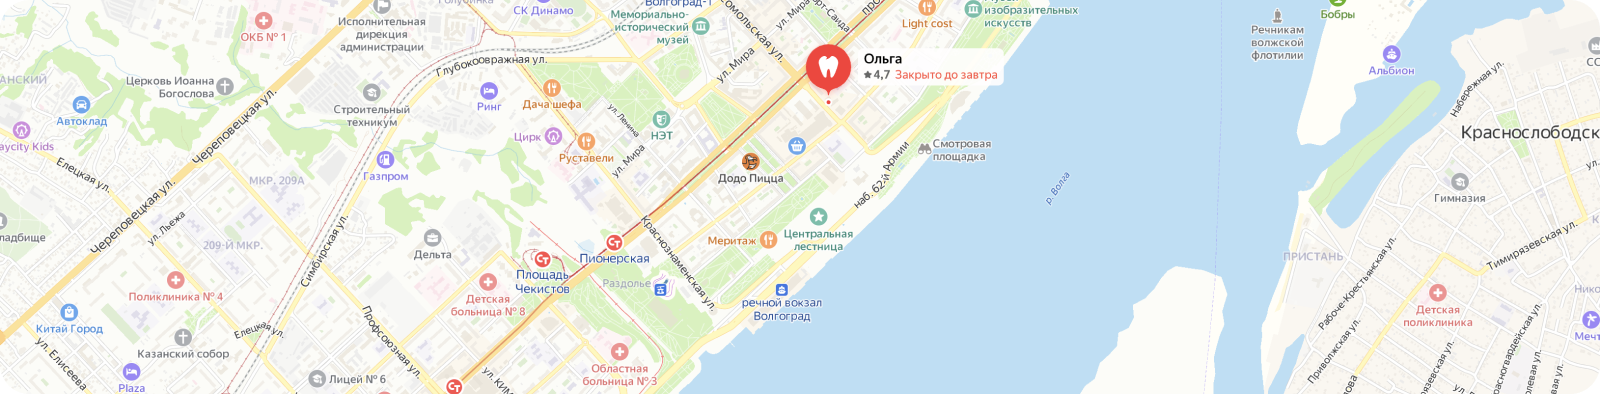 ОКБ № 1
Исполнительная
дирекция
администрации
СК Динамо
Волгоград-1
Мемориально-
исторический
музей
ул. Мира
Light cost
изобразительных
искусств
Бобры
Речникам
волжской
флотилии
Альбион
Набережная ул.
Краснослободск
Ольга
4,7 Закрыто до завтра
Глубокоовражная ул.
ул. Мира
Церковь Иоанна
Богослова
Автоклад
aycity Kids
Череповецкая ул.
Строительный
техникум
Ринг
Дача шефа
Цирк
Руставели
ул. Ленина
НЭТ
ул. Мира
Додо Пицца
Смотровая
площадка
наб. 62-й Армии
р. Волга
Гимназия
Елецкая ул.
Газпром
МКР. 209А
Череповецкая ул.
ул. Льежа
209-Й МКР.
Симбирская ул.
Дельта
Пионерская
Площадь
Чекистов
Краснознаменская ул.
Меритаж
Центральная
лестница
Раздолье
речной вокзал
Волгоград
ПРИСТАНЬ
Тимирязевская ул.
Рабоче-Крестьянская ул.
Поликлиника № 4
Детская
больница № 8
Китай Город
Елецкая ул.
Казанский собор
Профсоюзная ул.
ул. Елисеева
Plaza
Лицей № 6
ул. КИМ
Областная
больница № 3
Детская
поликлиника
Приволжская ул.